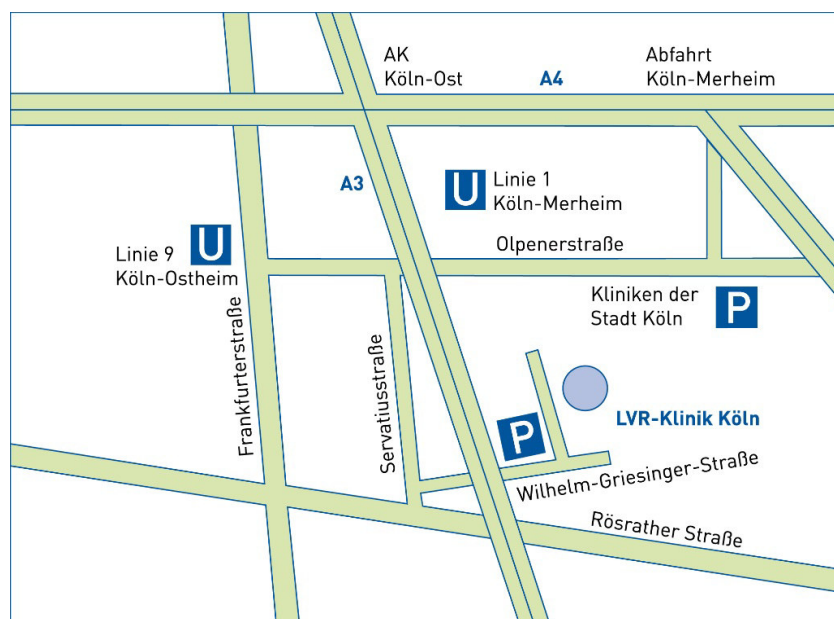 AK
Köln-Ost
A4
Abfahrt
Köln-Merheim
A3
U
Linie 1
Köln-Merheim
U
Linie 9
Köln-Ostheim
Olpenerstraße
Kliniken der
Stadt Köln
P
Frankfurterstraße
Servatiusstraße
P
LVR-Klinik Köln
Wilhelm-Griesinger-Straße
Rösrather Straße